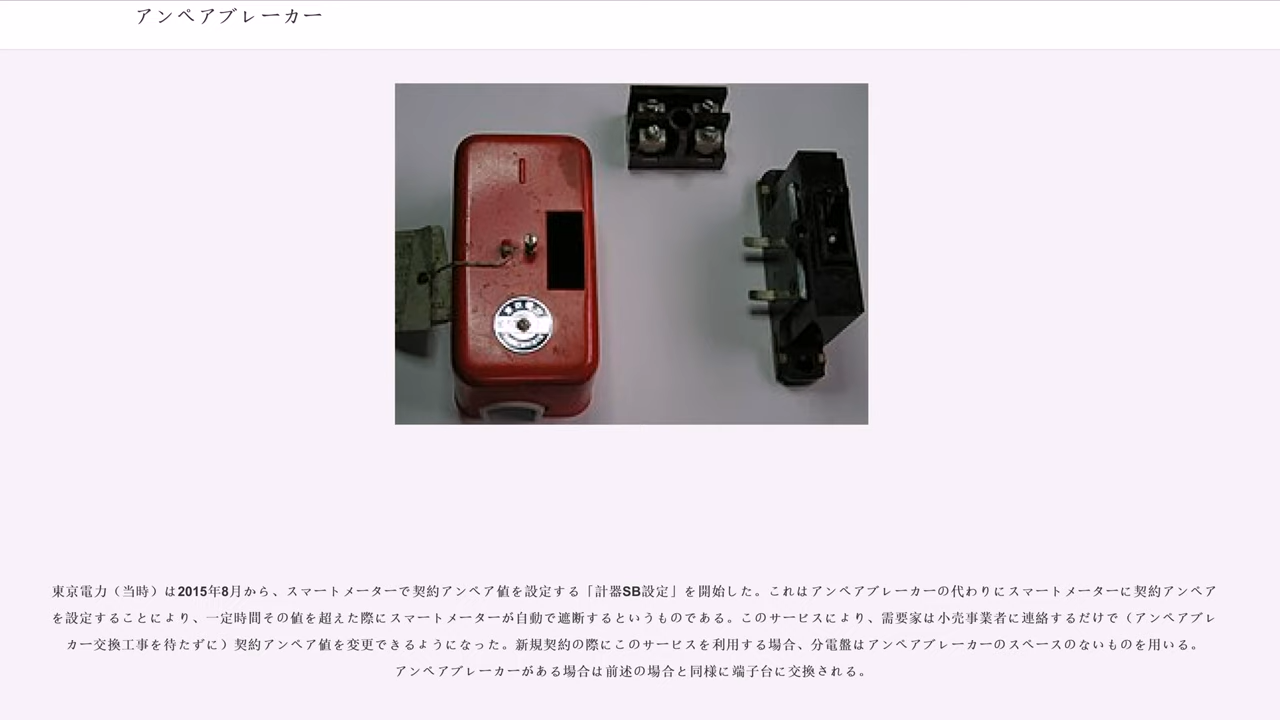 アンペアブレーカー
東京電力（当時）は2015年8月から、スマートメーターで契約アンペア値を設定する「計器SB設定」を開始した。これはアンペアブレーカーの代わりにスマートメーターに契約アンペア
を設定することにより、一定時間その値を超えた際にスマートメーターが自動で遮断するというものである。このサービスにより、需要家は小売事業者に連絡するだけで（アンペアブレ
カー交換工事を待たずに）契約アンペア値を変更できるようになった。新規契約の際にこのサービスを利用する場合、分電盤はアンペアブレーカーのスペースのないものを用いる。
アンペアブレーカーがある場合は前述の場合と同様に端子台に交換される。